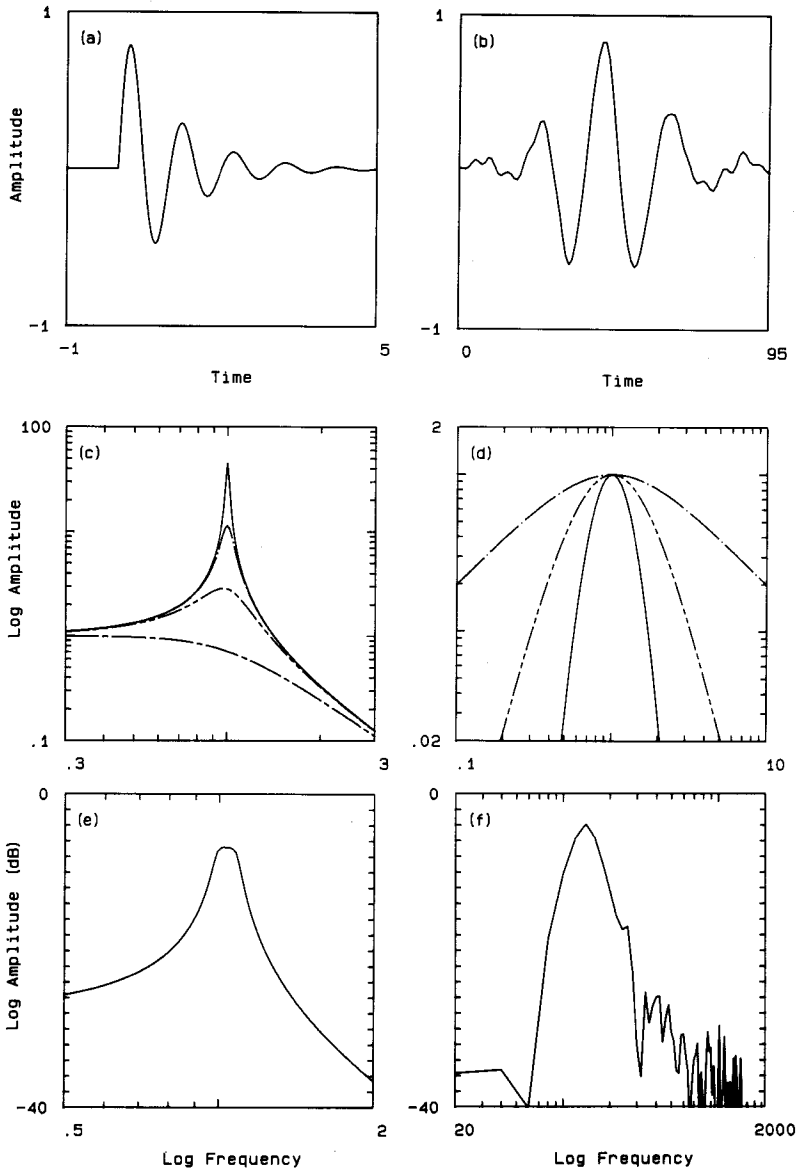 1
(a)
Amplitude
-1
-1
5
Time
1
(b)
-1
0
95
Time
100
(c)
Log Amplitude
.1
.3
3
2
(d)
.02
.1
10
0
(e)
Log Amplitude (dB)
-40
.5
2
Log Frequency
0
(f)
-40
20
2000
Log Frequency